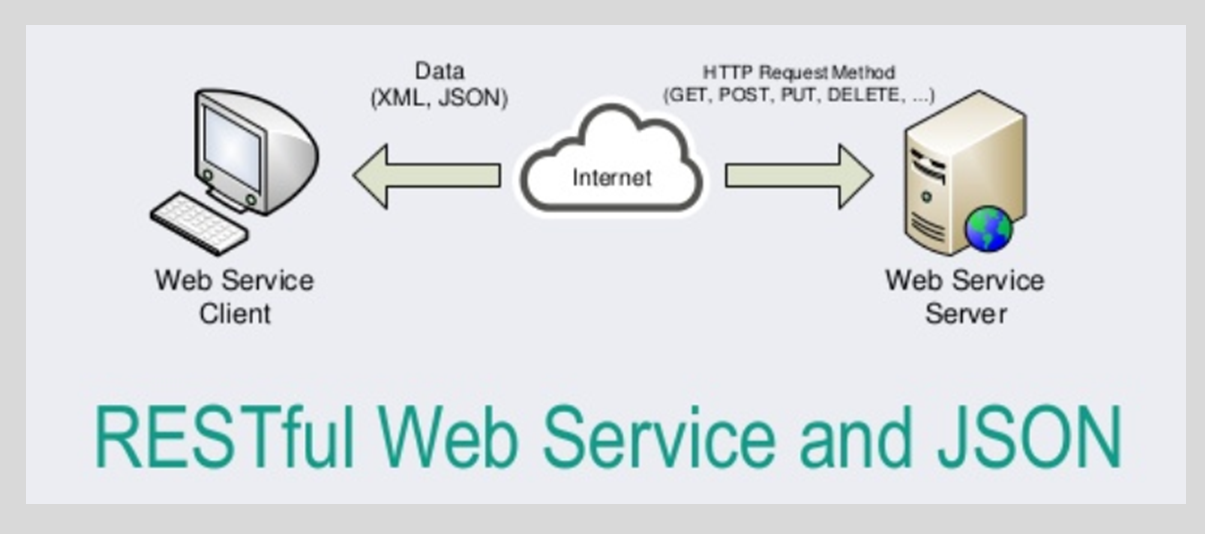 Data
(XML, JSON)
HTTP Request Method
(GET, POST, PUT, DELETE, ...)
Internet
Web Service
Client
Web Service
Server
RESTful Web Service and JSON